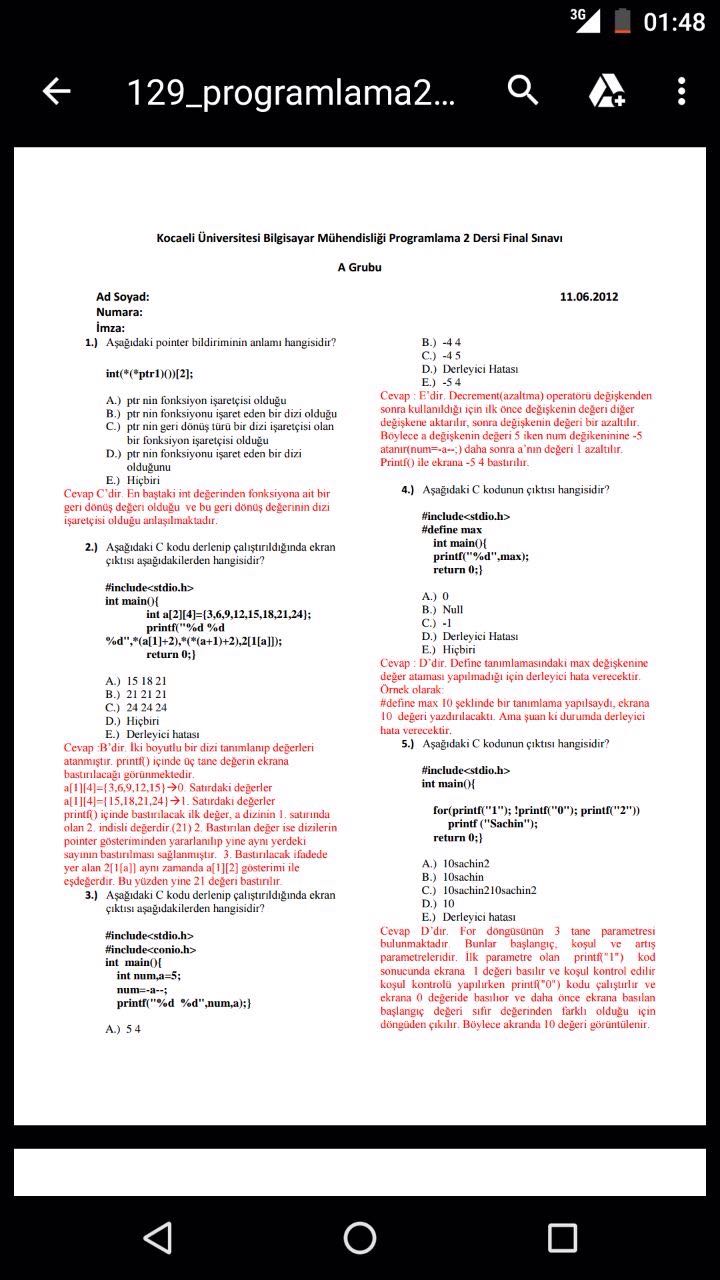 3G 01:48
129_programlama2...
Kocaeli Üniversitesi Bilgisayar Mühendisliği Programlama 2 Dersi Final Sınavı
A Grubu
Ad Soyad: 11.06.2012
Numara:
İmza:
1.) Aşağıdaki pointer bildiriminin anlamı hangisidir?
int(*(*ptr1)())[2];
A.) ptr nin fonksiyon işaretçisi olduğu
B.) ptr nin fonksiyonu işaret eden bir dizi olduğu
C.) ptr nin geri dönüş türü bir dizi işaretçisi olan
bir fonksiyon işaretçisi olduğu
D.) ptr nin fonksiyonu işaret eden bir dizi
olduğunu
E.) Hiçbiri
Cevap C'dir. En baştaki int değerinden fonksiyona ait bir
geri dönüş değeri olduğu ve bu geri dönüş değerinin dizi
işaretçisi olduğu anlaşılmaktadır.
2.) Aşağıdaki C kodu derlenip çalıştırıldığında ekran
çıktısı aşağıdakilerden hangisidir?
#include<stdio.h>
int main(){
int a[2][4]={3,6,9,12,15,18,21,24};
printf("%d %d
%d",*(a[1]+2),*(*(a+1)+2),2[1[a]]);
return 0;}
A.) 15 18 21
B.) 21 21 21
C.) 24 24 24
D.) Hiçbiri
E.) Derleyici hatası
Cevap :B'dir. İki boyutlu bir dizi tanımlanıp değerleri
atanmıştır. printf() içinde üç tane değerin ekrana
bastırılacağı görünmektedir.
a[1][4]={3,6,9,12,15}→0. Satırdaki değerler
a[1][4]={15,18,21,24}→1. Satırdaki değerler
printf() içinde bastırılacak ilk değer, a dizinin 1. satırında
olan 2. indisli değerdir.(21) 2. Bastırılan değer ise dizilerin
pointer gösteriminden yararlanılıp yine aynı yerdeki
sayının bastırılması sağlanmıştır. 3. Bastırılacak ifadede
yer alan 2[1[a]] aynı zamanda a[1][2] gösterimi ile
eşdeğerdir. Bu yüzden yine 21 değeri bastırılır.
3.) Aşağıdaki C kodu derlenip çalıştırıldığında ekran
çıktısı aşağıdakilerden hangisidir?
#include<stdio.h>
#include<conio.h>
int main(){
int num,a=5;
num=-a--;
printf("%d %d",num,a);}
A.) 5 4
B.) -4 4
C.) -4 5
D.) Derleyici Hatası
E.) -5 4
Cevap : E'dir. Decrement(azaltma) operatörü değişkenden
sonra kullanıldığı için ilk önce değişkenin değeri diğer
değişkene aktarılır, sonra değişkenin değeri bir azaltılır.
Böylece a değişkenin değeri 5 iken num değikeninine -5
atanır(num=-a--;) daha sonra a'nın değeri 1 azaltılır.
Printf() ile ekrana -5 4 bastırılır.
4.) Aşağıdaki C kodunun çıktısı hangisidir?
#include<stdio.h>
#define max
int main(){
printf("%d",max);
return 0;}
A.) 0
B.) Null
C.) -1
D.) Derleyici Hatası
E.) Hiçbiri
Cevap : D'dir. Define tanımlamasındaki max değişkenine
değer ataması yapılmadığı için derleyici hata verecektir.
Örnek olarak:
#define max 10 şeklinde bir tanımlama yapılsaydı, ekrana
10 değeri yazdırılacaktı. Ama şuan ki durumda derleyici
hata verecektir.
5.) Aşağıdaki C kodunun çıktısı hangisidir?
#include<stdio.h>
int main(){
for(printf("1"); !printf("0"); printf("2"))
printf ("Sachin");
return 0;}
A.) 10sachin2
B.) 10sachin
C.) 10sachin210sachin2
D.) 10
E.) Derleyici hatası
Cevap D'dir. For döngüsünün 3 tane parametresi
bulunmaktadır. Bunlar başlangıç, koşul ve artış
parametreleridir. İlk parametre olan printf("1") kod
sonucunda ekrana 1 değeri basılır ve koşul kontrol edilir
koşul kontrolü yapılırken printf("0") kodu çalıştırlır ve
ekrana 0 değeride basılıor ve daha önce ekrana basılan
başlangıç değeri sıfır değerinden farklı olduğu için
döngüden çıkılır. Böylece akranda 10 değeri görüntülenir.